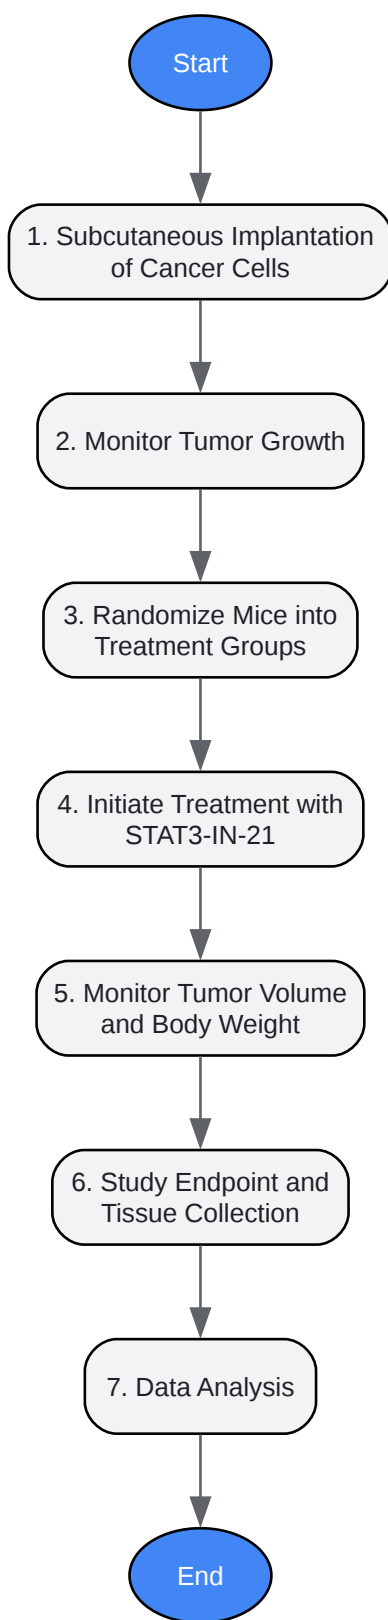 Start
1. Subcutaneous Implantation
of Cancer Cells
2. Monitor Tumor Growth
3. Randomize Mice into
Treatment Groups
4. Initiate Treatment with
STAT3-IN-21
5. Monitor Tumor Volume
and Body Weight
6. Study Endpoint and
Tissue Collection
7. Data Analysis
End